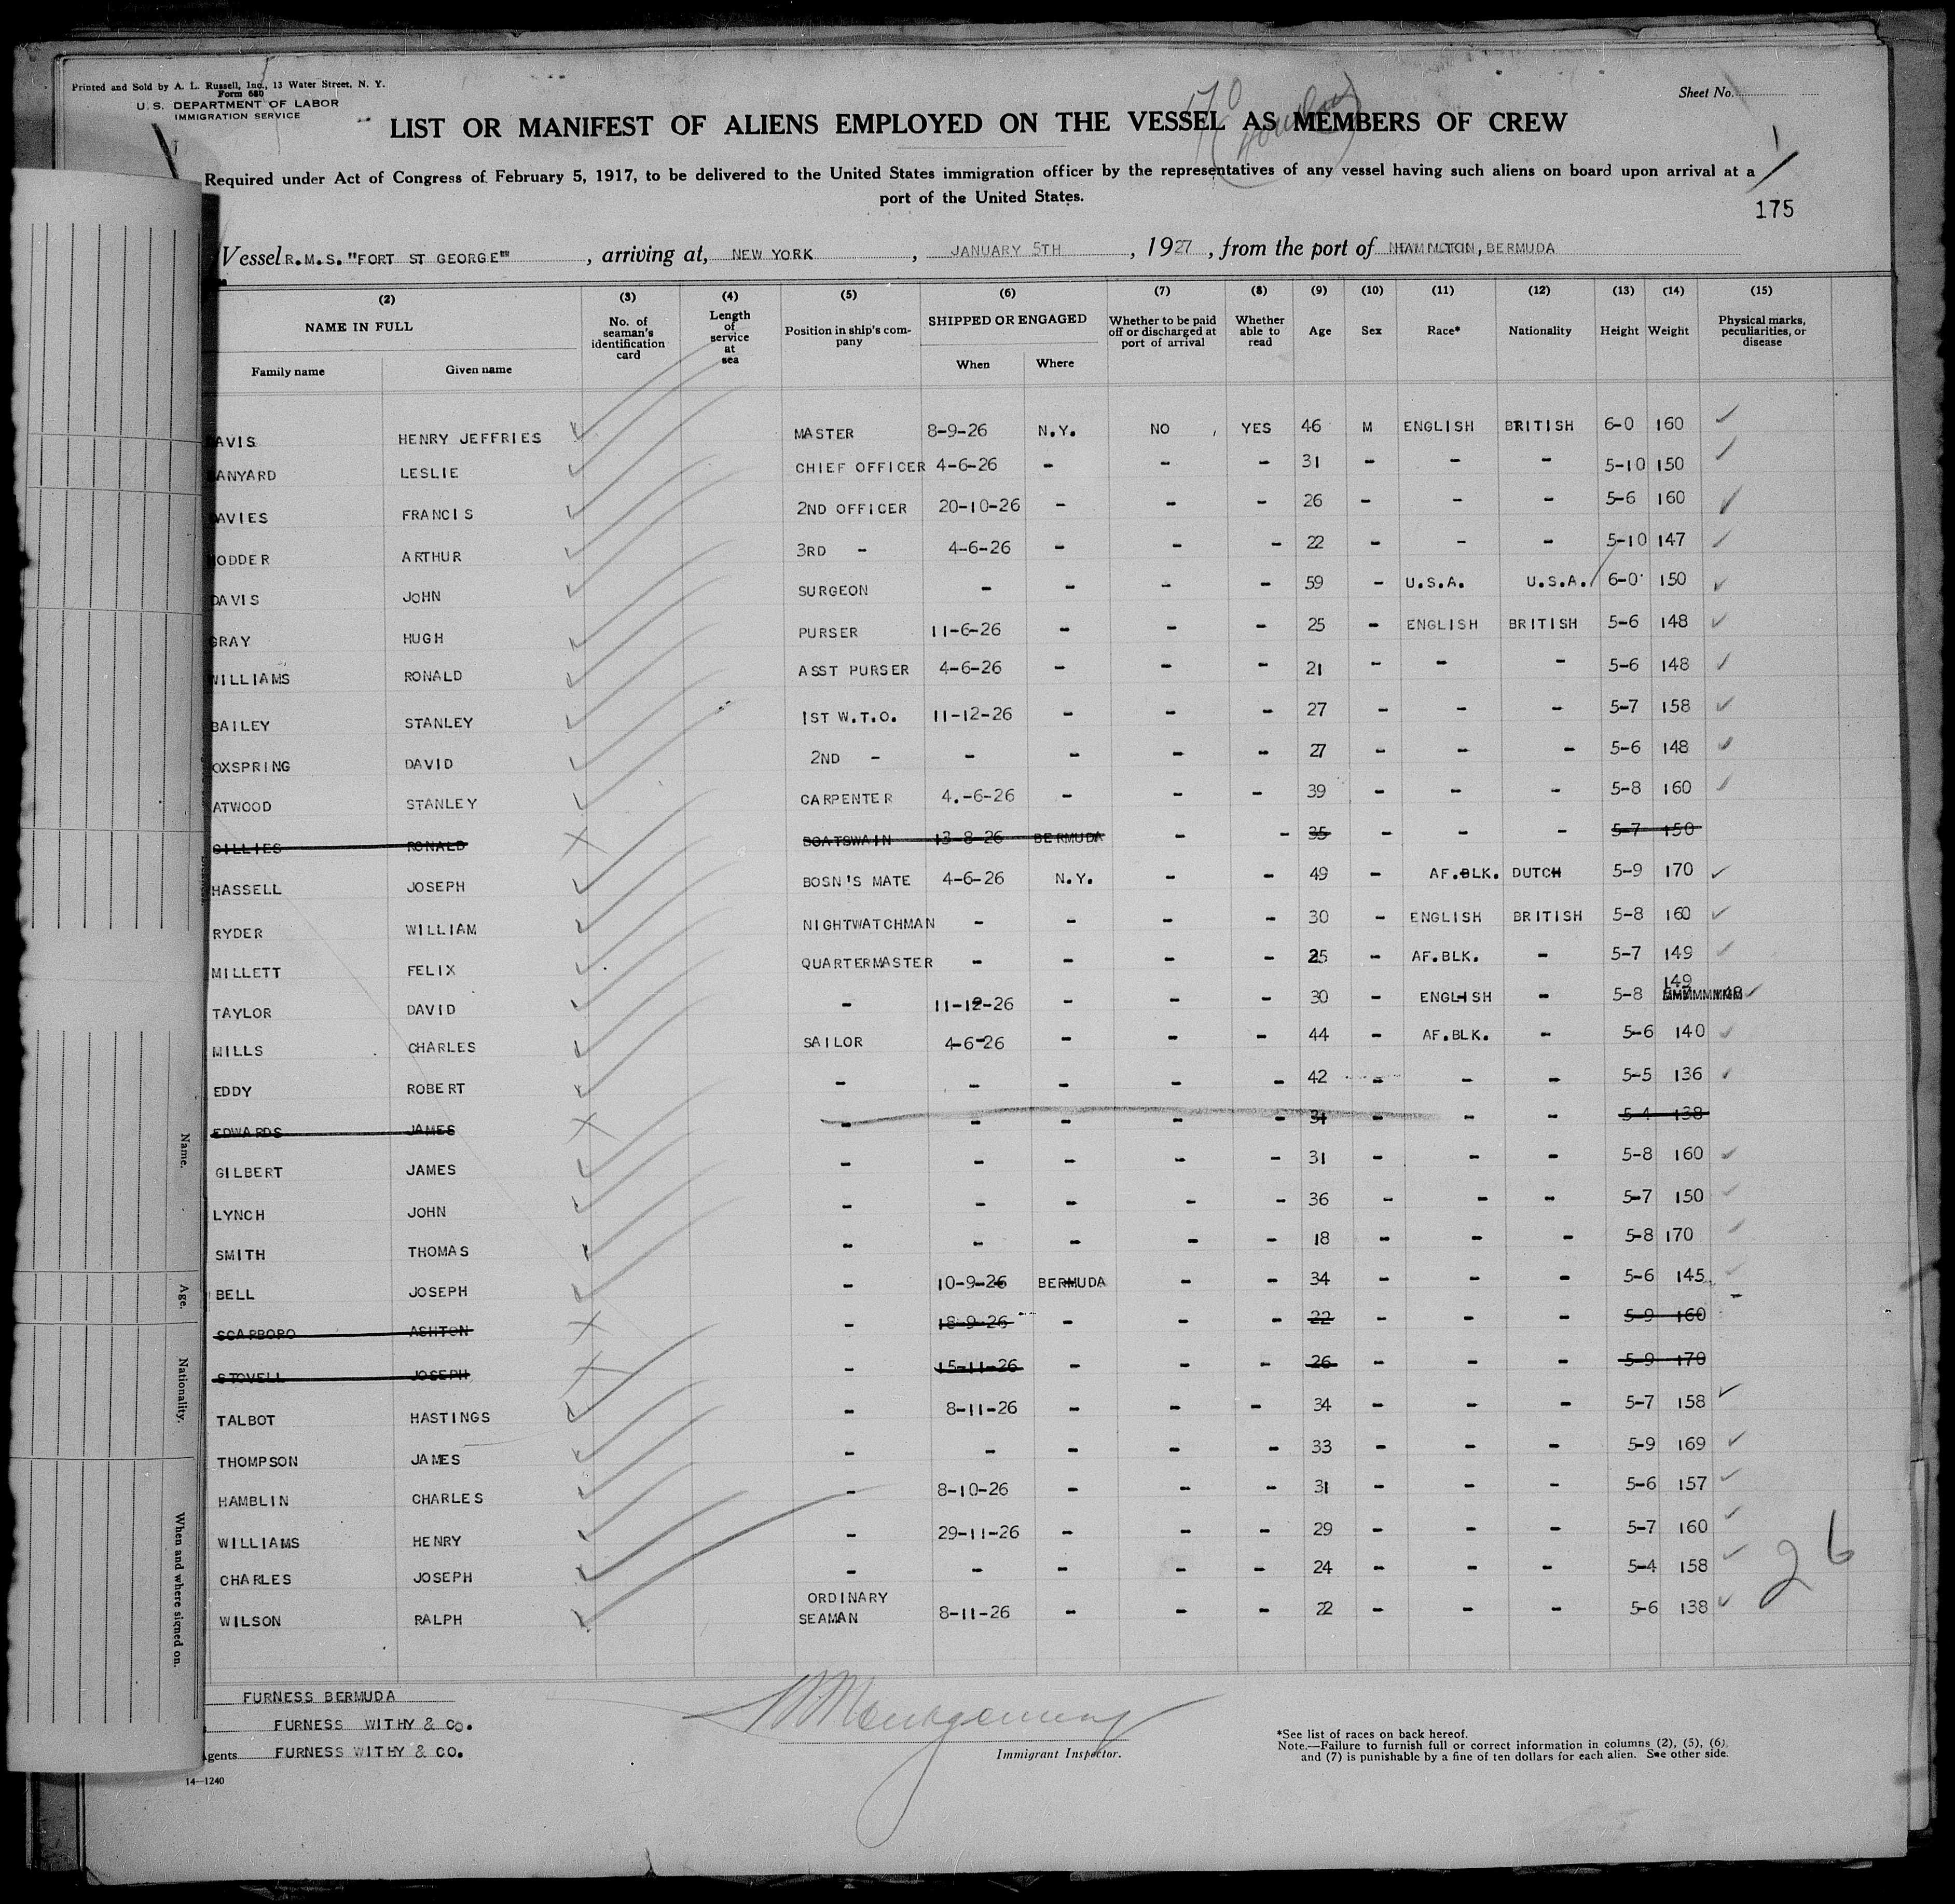 Printed and Sold by A. L. Russell, Inc., 13 Water Street, N. Y.
Form 680
U. S. DEPARTMENT OF LABOR
IMMIGRATION SERVICE
Sheet No.
170
LIST OR MANIFEST OF ALIENS EMPLOYED ON THE VESSEL AS MEMBERS OF CREW
Required under Act of Congress of February 5, 1917, to be delivered to the United States immigration officer by the representatives of any vessel having such aliens on board upon arrival at a
port of the United States.
175
Vessel R.M.S. "FORT ST GEORGE" , arriving at, NEW YORK , JANUARY 5TH , 1927 , from the port of HAMILTON, BERMUDA
(2) (3) (4) (5) (6) (7) (8) (9) (10) (11) (12) (13) (14) (15)
NAME IN FULL No. of seaman's identification card Length of service at sea Position in ship's company SHIPPED OR ENGAGED Whether to be paid off or discharged at port of arrival Whether able to read Age Sex Race* Nationality Height Weight Physical marks, peculiarities, or disease
Family name Given name When Where
AVIS HENRY JEFFRIES MASTER 8-9-26 N.Y. NO YES 46 M ENGLISH BRITISH 6-0 160
ANYARD LESLIE CHIEF OFFICER 4-6-26 - - - 31 - - - 5-10 150
AVIES FRANCIS 2ND OFFICER 20-10-26 - - - 26 - - - 5-6 160
ODDER ARTHUR 3RD - 4-6-26 - - - 22 - - - 5-10 147
DAVIS JOHN SURGEON - - - - 59 - U.S.A. U.S.A. 6-0 150
GRAY HUGH PURSER 11-6-26 - - - 25 - ENGLISH BRITISH 5-6 148
WILLIAMS RONALD ASST PURSER 4-6-26 - - - 21 - - - 5-6 148
BAILEY STANLEY 1ST W.T.O. 11-12-26 - - - 27 - - - 5-7 158
OXSPRING DAVID 2ND - - - - - 27 - - - 5-6 148
ATWOOD STANLEY CARPENTER 4.-6-26 - - - 39 - - - 5-8 160
GILLIES RONALD BOATSWAIN 13-8-26 BERMUDA - - 35 - - - 5-7 150
HASSELL JOSEPH BOSN'S MATE 4-6-26 N.Y. - - 49 - AF.BLK. DUTCH 5-9 170
RYDER WILLIAM NIGHTWATCHMAN - - - - 30 - ENGLISH BRITISH 5-8 160
MILLETT FELIX QUARTERMASTER - - - - 25 - AF.BLK. - 5-7 149
TAYLOR DAVID - 11-12-26 - - - 30 - ENGLISH - 5-8 149
MILLS CHARLES SAILOR 4-6-26 - - - 44 - AF.BLK. - 5-6 140
EDDY ROBERT - - - - - 42 - - - 5-5 136
EDWARDS JAMES - - - - - 31 - - - 5-4 138
GILBERT JAMES - - - - - 31 - - - 5-8 160
LYNCH JOHN - - - - - 36 - - - 5-7 150
SMITH THOMAS - - - - - 18 - - - 5-8 170
BELL JOSEPH - 10-9-26 BERMUDA - - 34 - - - 5-6 145
SCARBORO ASHTON - 18-9-26 - - - 22 - - - 5-9 160
STOVELL JOSEPH - 15-11-26 - - - 26 - - - 5-9 170
TALBOT HASTINGS - 8-11-26 - - - 34 - - - 5-7 158
THOMPSON JAMES - - - - - 33 - - - 5-9 169
HAMBLIN CHARLES - 8-10-26 - - - 31 - - - 5-6 157
WILLIAMS HENRY - 29-11-26 - - - 29 - - - 5-7 160
CHARLES JOSEPH - - - - - 24 - - - 5-4 158
WILSON RALPH ORDINARY SEAMAN 8-11-26 - - - 22 - - - 5-6 138
26
Name.
Age.
Nationality.
When and where signed on.
FURNESS BERMUDA
FURNESS WITHY & CO.
Agents FURNESS WITHY & CO.
Montgomery
Immigrant Inspector.
*See list of races on back hereof.
Note.—Failure to furnish full or correct information in columns (2), (5), (6),
and (7) is punishable by a fine of ten dollars for each alien. See other side.
14—1240